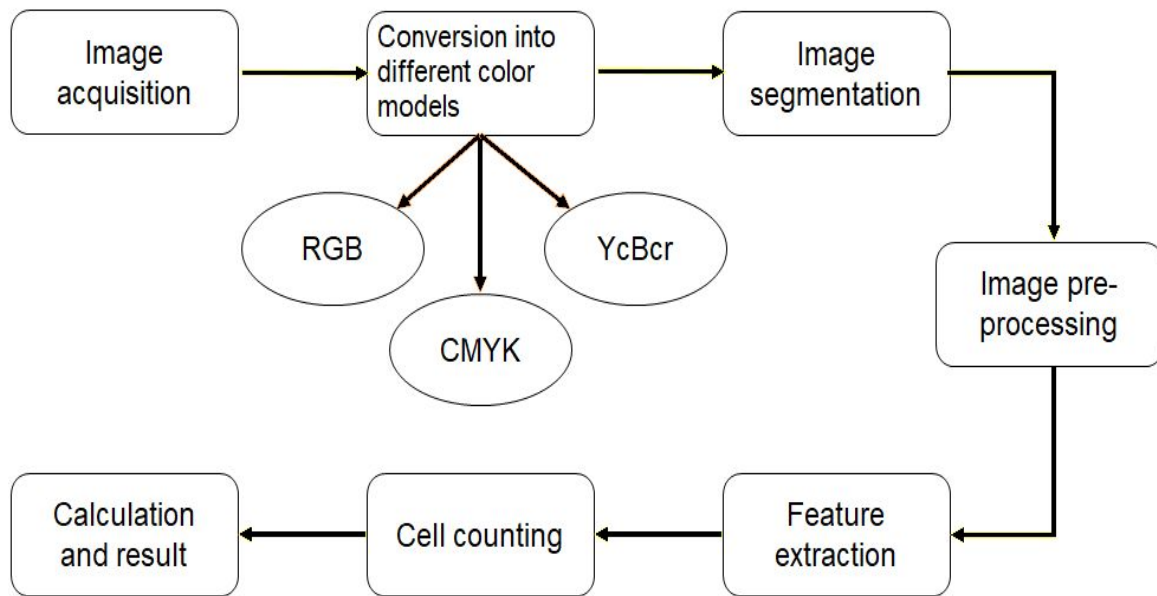 Image
acquisition
Conversion into
different color
models
Image
segmentation
RGB
YcBcr
CMYK
Image pre-
processing
Feature
extraction
Cell counting
Calculation
and result